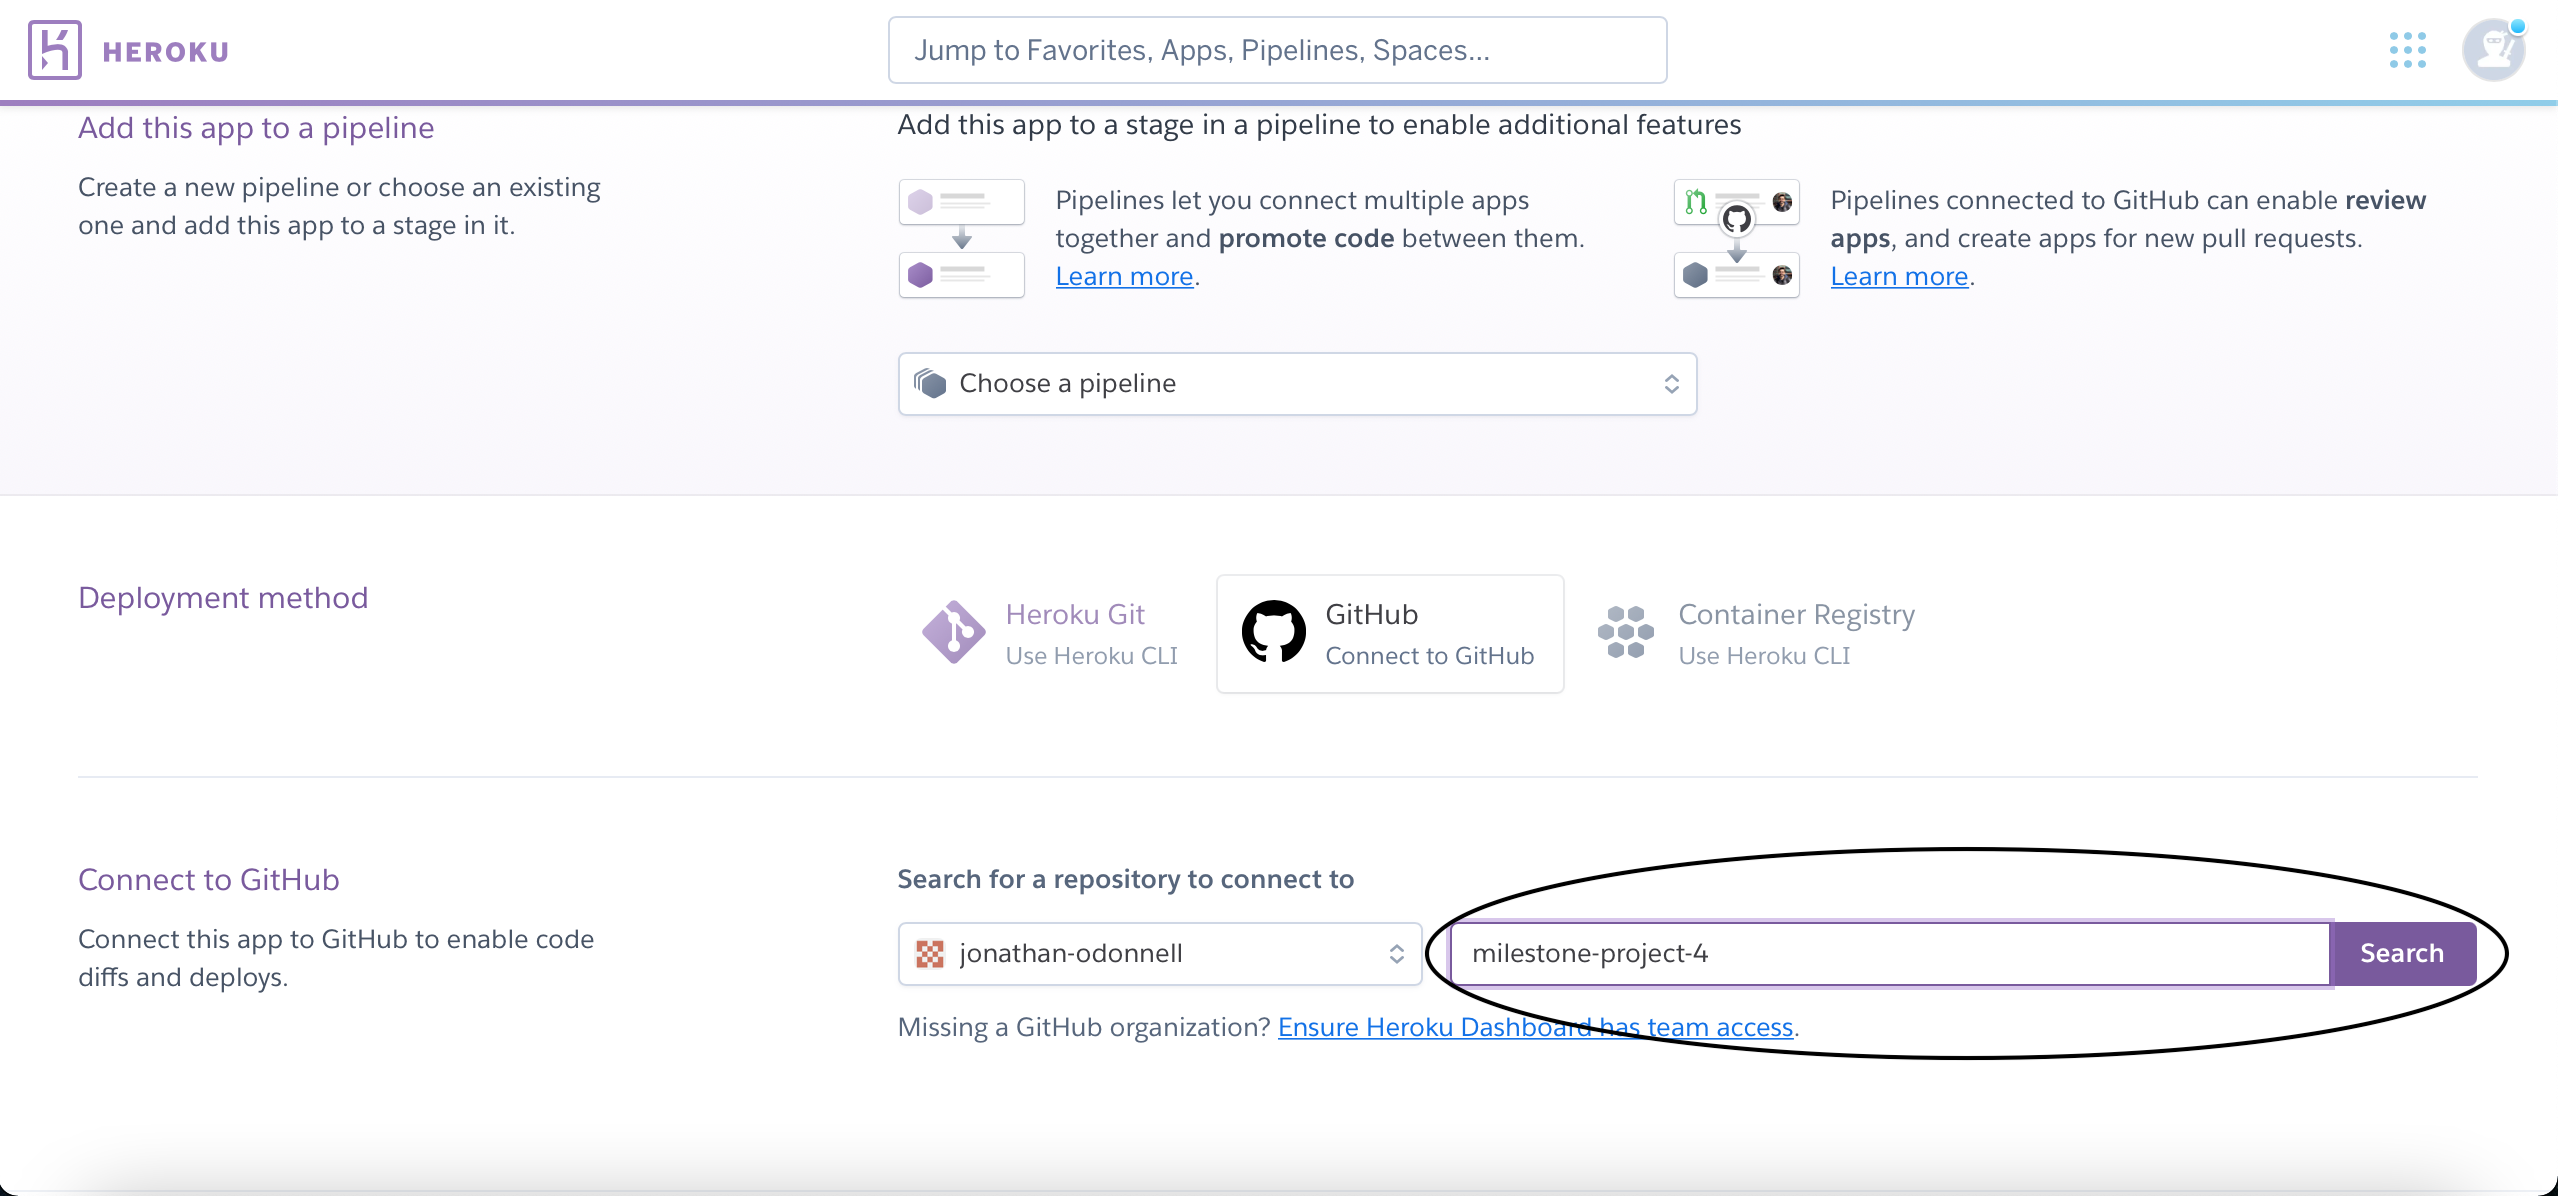 HEROKU
Jump to Favorites, Apps, Pipelines, Spaces...
Add this app to a pipeline
Create a new pipeline or choose an existing
one and add this app to a stage in it.
Add this app to a stage in a pipeline to enable additional features
Pipelines let you connect multiple apps
together and promote code between them.
Learn more.
Pipelines connected to GitHub can enable review
apps, and create apps for new pull requests.
Learn more.
Choose a pipeline
Deployment method
Heroku Git
Use Heroku CLI
GitHub
Connect to GitHub
Container Registry
Use Heroku CLI
Connect to GitHub
Connect this app to GitHub to enable code
diffs and deploys.
Search for a repository to connect to
jonathan-odonnell
milestone-project-4
Search
Missing a GitHub organization? Ensure Heroku Dashboard has team access.